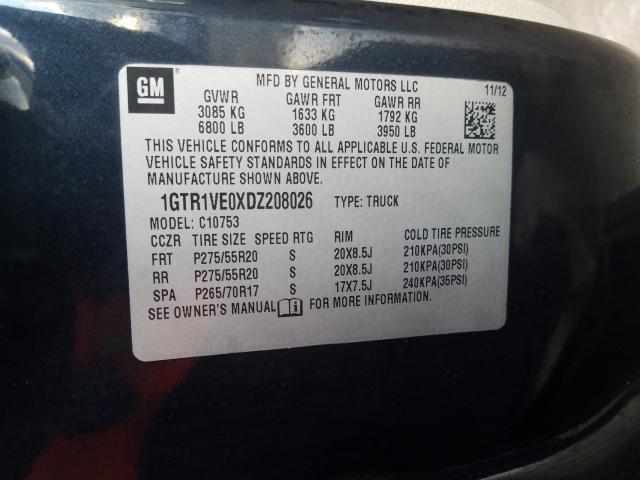 GM
MFD BY GENERAL MOTORS LLC 11/12
GVWR GAWR FRT GAWR RR
3085 KG 1633 KG 1792 KG
6800 LB 3600 LB 3950 LB
THIS VEHICLE CONFORMS TO ALL APPLICABLE U.S. FEDERAL MOTOR
VEHICLE SAFETY STANDARDS IN EFFECT ON THE DATE OF
MANUFACTURE SHOWN ABOVE.
1GTR1VE0XDZ208026 TYPE: TRUCK
MODEL: C10753
CCZR TIRE SIZE SPEED RTG RIM COLD TIRE PRESSURE
FRT P275/55R20 S 20X8.5J 210KPA(30PSI)
RR P275/55R20 S 20X8.5J 210KPA(30PSI)
SPA P265/70R17 S 17X7.5J 240KPA(35PSI)
SEE OWNER'S MANUAL FOR ADDITIONAL INFORMATION.